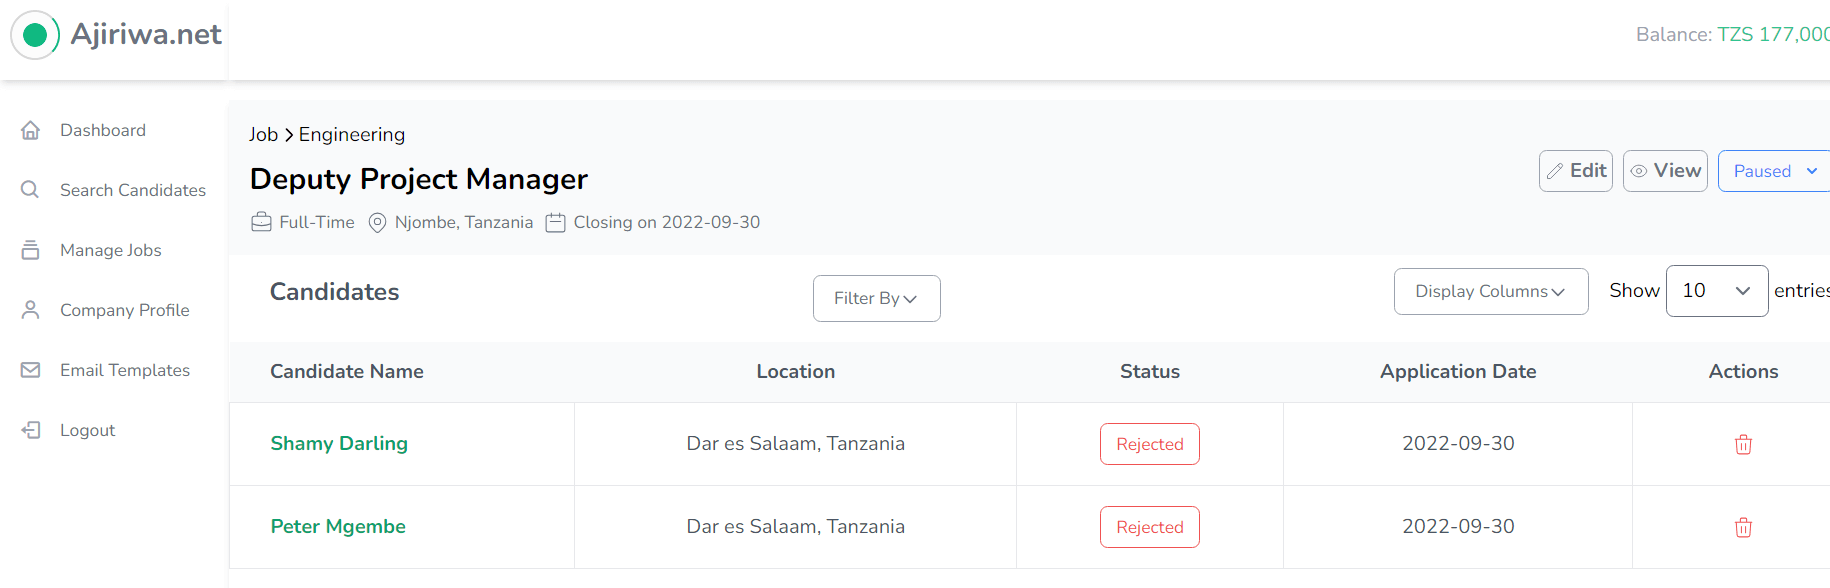 Ajiriwa.net
Balance: TZS 177,000
Dashboard
Search Candidates
Manage Jobs
Company Profile
Email Templates
Logout
Job > Engineering
Deputy Project Manager
Full-Time Njombe, Tanzania Closing on 2022-09-30
Edit View Paused
Candidates Filter By Display Columns Show 10 entries
Candidate Name Location Status Application Date Actions
Shamy Darling Dar es Salaam, Tanzania Rejected 2022-09-30
Peter Mgembe Dar es Salaam, Tanzania Rejected 2022-09-30